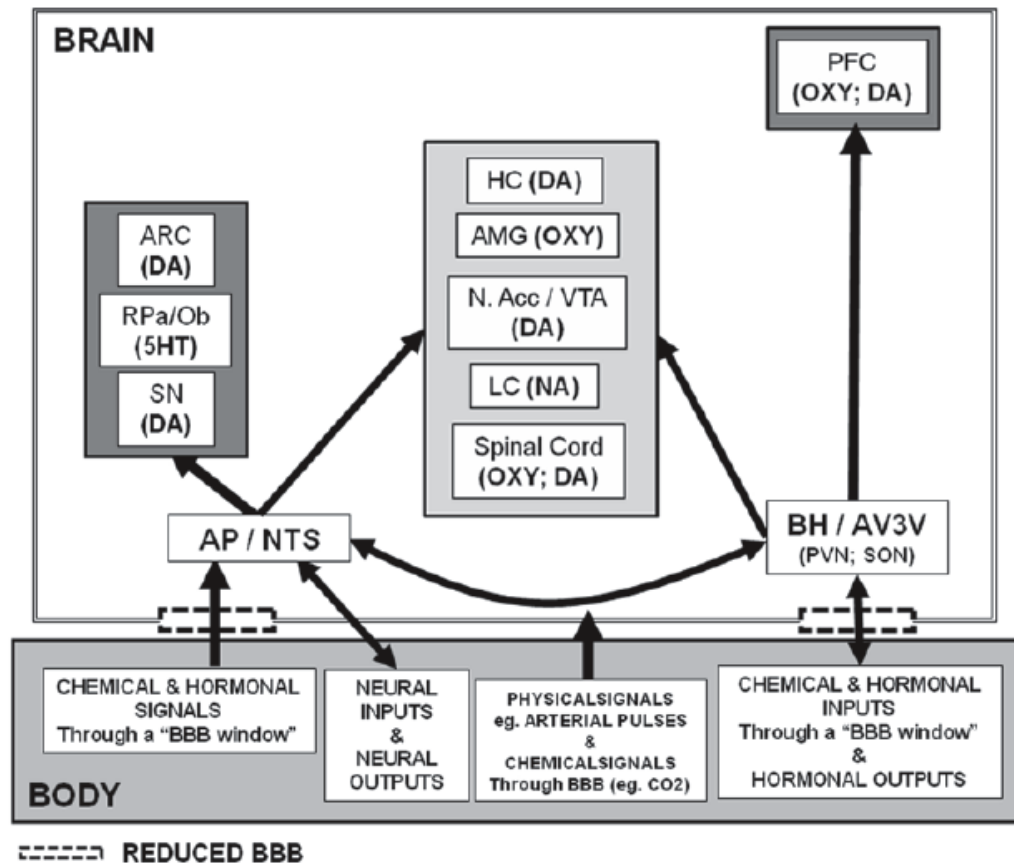 BRAIN
PFC
(OXY; DA)
HC (DA)
AMG (OXY)
N. Acc / VTA
(DA)
LC (NA)
Spinal Cord
(OXY; DA)
ARC
(DA)
RPa/Ob
(5HT)
SN
(DA)
AP / NTS
BH / AV3V
(PVN; SON)
CHEMICAL & HORMONAL
SIGNALS
Through a “BBB window”
NEURAL
INPUTS
&
NEURAL
OUTPUTS
PHYSICALSIGNALS
eg. ARTERIAL PULSES
&
CHEMICALSIGNALS
Through BBB (eg. CO2)
CHEMICAL & HORMONAL
INPUTS
Through a “BBB window”
&
HORMONAL OUTPUTS
BODY
REDUCED BBB